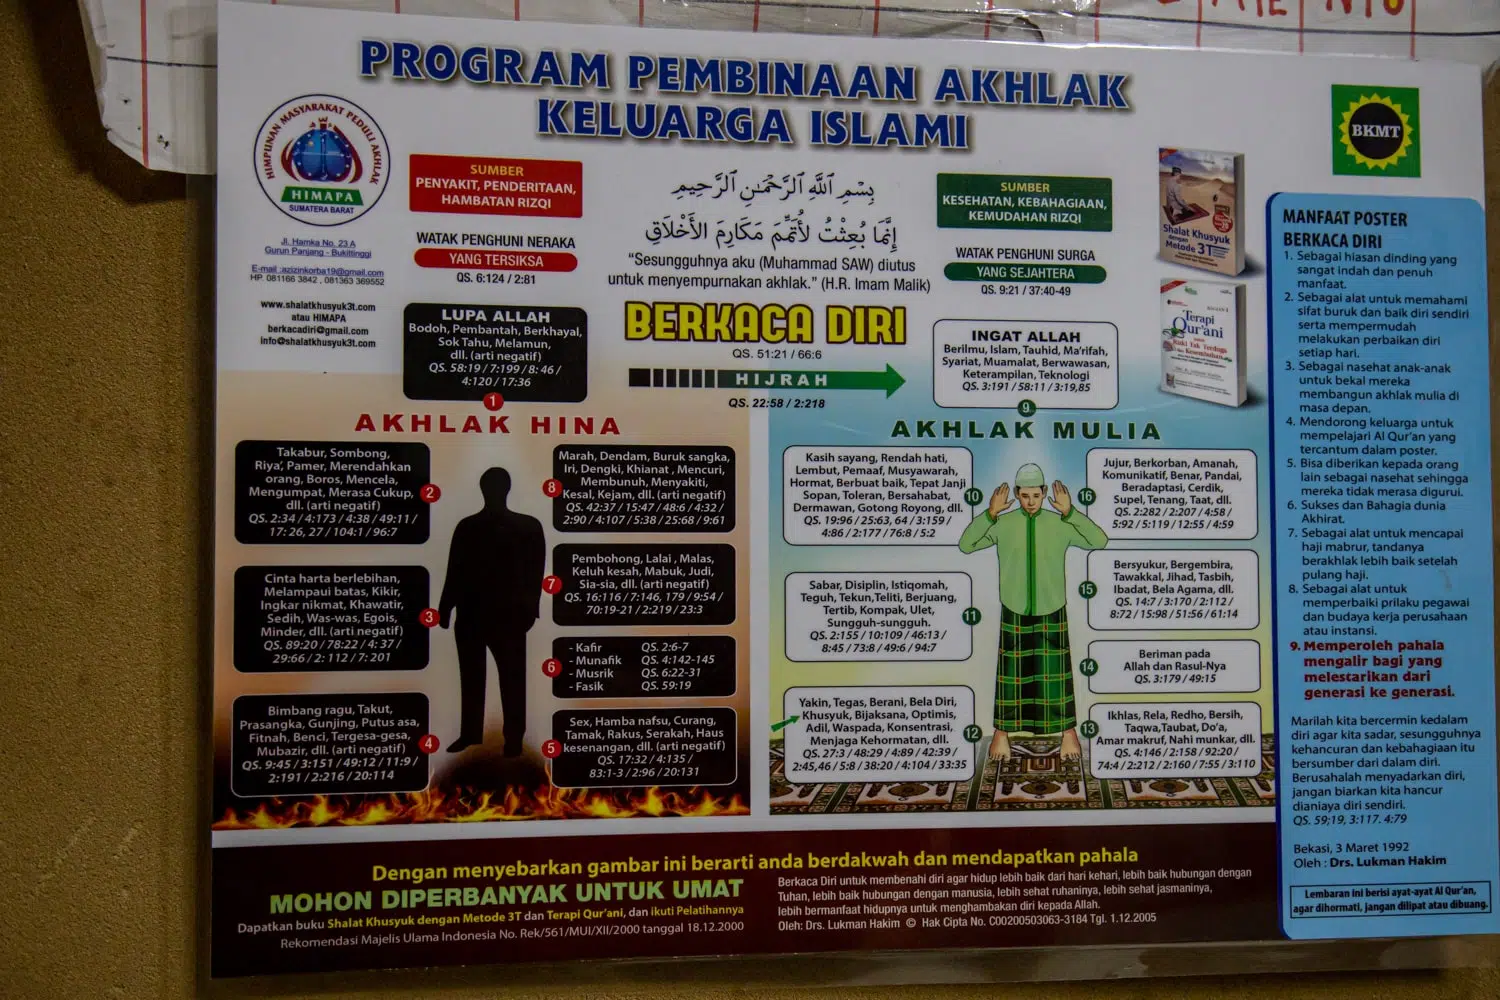 PROGRAM PEMBINAAN AKHLAK
KELUARGA ISLAMI
HIMPUNAN MASYARAKAT PEDULI AKHLAK
HIMAPA
SUMATERA BARAT
Jl. Hamka No. 23 A
Gurun Panjang - Bukittinggi
E-mail :azizinkorba19@gmail.com
HP. 081166 3842 , 081363 369552
www.shalatkhusyuk3t.com
atau HIMAPA
berkacadiri@gmail.com
info@shalatkhusyuk3t.com
SUMBER
PENYAKIT, PENDERITAAN,
HAMBATAN RIZQI
WATAK PENGHUNI NERAKA
YANG TERSIKSA
QS. 6:124 / 2:81
LUPA ALLAH
Bodoh, Pembantah, Berkhayal,
Sok Tahu, Melamun,
dll. (arti negatif)
QS. 58:19 / 7:199 / 8: 46 /
4:120 / 17:36
1
بِسْمِ اللَّهِ الرَّحْمَٰنِ الرَّحِيمِ
إِنَّمَا بُعِثْتُ لِأُتَمِّمَ مَكَارِمَ الأَخْلَاقِ
“Sesungguhnya aku (Muhammad SAW) diutus
untuk menyempurnakan akhlak.” (H.R. Imam Malik)
BERKACA DIRI
QS. 51:21 / 66:6
HIJRAH
QS. 22:58 / 2:218
SUMBER
KESEHATAN, KEBAHAGIAAN,
KEMUDAHAN RIZQI
WATAK PENGHUNI SURGA
YANG SEJAHTERA
QS. 9:21 / 37:40-49
INGAT ALLAH
Berilmu, Islam, Tauhid, Ma'rifah,
Syariat, Muamalat, Berwawasan,
Keterampilan, Teknologi
QS. 3:191 / 58:11 / 3:19,85
9
BKMT
Shalat Khusyuk
dengan
Metode 3T
Terapi
Qur'ani
AKHLAK HINA
Takabur, Sombong,
Riya', Pamer, Merendahkan
orang, Boros, Mencela,
Mengumpat, Merasa Cukup,
dll. (arti negatif)
QS. 2:34 / 4:173 / 4:38 / 49:11 /
17: 26, 27 / 104:1 / 96:7
2
Cinta harta berlebihan,
Melampaui batas, Kikir,
Ingkar nikmat, Khawatir,
Sedih, Was-was, Egois,
Minder, dll. (arti negatif)
QS. 89:20 / 78:22 / 4: 37 /
29:66 / 2: 112 / 7: 201
3
Bimbang ragu, Takut,
Prasangka, Gunjing, Putus asa,
Fitnah, Benci, Tergesa-gesa,
Mubazir, dll. (arti negatif)
QS. 9:45 / 3:151 / 49:12 / 11:9 /
2:191 / 2:216 / 20:114
4
Marah, Dendam, Buruk sangka,
Iri, Dengki, Khianat , Mencuri,
Membunuh, Menyakiti,
Kesal, Kejam, dll. (arti negatif)
QS. 42:37 / 15:47 / 48:6 / 4:32 /
2:90 / 4:107 / 5:38 / 25:68 / 9:61
8
Pembohong, Lalai , Malas,
Keluh kesah, Mabuk, Judi,
Sia-sia, dll. (arti negatif)
QS. 16:116 / 7:146, 179 / 9:54 /
70:19-21 / 2:219 / 23:3
7
- Kafir QS. 2:6-7
- Munafik QS. 4:142-145
- Musrik QS. 6:22-31
- Fasik QS. 59:19
6
Sex, Hamba nafsu, Curang,
Tamak, Rakus, Serakah, Haus
kesenangan, dll. (arti negatif)
QS. 17:32 / 4:135 /
83:1-3 / 2:96 / 20:131
5
AKHLAK MULIA
Kasih sayang, Rendah hati,
Lembut, Pemaaf, Musyawarah,
Hormat, Berbuat baik, Tepat Janji
Sopan, Toleran, Bersahabat,
Dermawan, Gotong Royong, dll.
QS. 19:96 / 25:63, 64 / 3:159 /
4:86 / 2:177 / 76:8 / 5:2
10
Sabar, Disiplin, Istiqomah,
Teguh, Tekun,Teliti, Berjuang,
Tertib, Kompak, Ulet,
Sungguh-sungguh.
QS. 2:155 / 10:109 / 46:13 /
8:45 / 73:8 / 49:6 / 94:7
11
Yakin, Tegas, Berani, Bela Diri,
Khusyuk, Bijaksana, Optimis,
Adil, Waspada, Konsentrasi,
Menjaga Kehormatan, dll.
QS. 27:3 / 48:29 / 4:89 / 42:39 /
2:45,46 / 5:8 / 38:20 / 4:104 / 33:35
12
Jujur, Berkorban, Amanah,
Komunikatif, Benar, Pandai,
Beradaptasi, Cerdik,
Supel, Tenang, Taat, dll.
QS. 2:282 / 2:207 / 4:58 /
5:92 / 5:119 / 12:55 / 4:59
16
Bersyukur, Bergembira,
Tawakkal, Jihad, Tasbih,
Ibadat, Bela Agama, dll.
QS. 14:7 / 3:170 / 2:112 /
8:72 / 15:98 / 51:56 / 61:14
15
Beriman pada
Allah dan Rasul-Nya
QS. 3:179 / 49:15
14
Ikhlas, Rela, Redho, Bersih,
Taqwa,Taubat, Do'a,
Amar makruf, Nahi munkar, dll.
QS. 4:146 / 2:158 / 92:20 /
74:4 / 2:212 / 2:160 / 7:55 / 3:110
13
MANFAAT POSTER
BERKACA DIRI
1. Sebagai hiasan dinding yang
sangat indah dan penuh
manfaat.
2. Sebagai alat untuk memahami
sifat buruk dan baik diri sendiri
serta mempermudah
melakukan perbaikan diri
setiap hari.
3. Sebagai nasehat anak-anak
untuk bekal mereka
membangun akhlak mulia di
masa depan.
4. Mendorong keluarga untuk
mempelajari Al Qur'an yang
tercantum dalam poster.
5. Bisa diberikan kepada orang
lain sebagai nasehat sehingga
mereka tidak merasa digurui.
6. Sukses dan Bahagia dunia
Akhirat.
7. Sebagai alat untuk mencapai
haji mabrur, tandanya
berakhlak lebih baik setelah
pulang haji.
8. Sebagai alat untuk
memperbaiki prilaku pegawai
dan budaya kerja perusahaan
atau instansi.
9. Memperoleh pahala
mengalir bagi yang
melestarikan dari
generasi ke generasi.
Marilah kita bercermin kedalam
diri agar kita sadar, sesungguhnya
kehancuran dan kebahagiaan itu
bersumber dari dalam diri.
Berusahalah menyadarkan diri,
jangan biarkan kita hancur
dianiaya diri sendiri.
QS. 59;19, 3:117. 4:79
Bekasi, 3 Maret 1992
Oleh : Drs. Lukman Hakim
Lembaran ini berisi ayat-ayat Al Qur'an,
agar dihormati, jangan dilipat atau dibuang.
Dengan menyebarkan gambar ini berarti anda berdakwah dan mendapatkan pahala
MOHON DIPERBANYAK UNTUK UMAT
Dapatkan buku Shalat Khusyuk dengan Metode 3T dan Terapi Qur'ani, dan ikuti Pelatihannya
Rekomendasi Majelis Ulama Indonesia No. Rek/561/MUI/XII/2000 tanggal 18.12.2000
Berkaca Diri untuk membenahi diri agar hidup lebih baik dari hari kehari, lebih baik hubungan dengan
Tuhan, lebih baik hubungan dengan manusia, lebih sehat ruhaninya, lebih sehat jasmaninya,
lebih bermanfaat hidupnya untuk menghambakan diri kepada Allah.
Oleh: Drs. Lukman Hakim © Hak Cipta No. C00200503063-3184 Tgl. 1.12.2005